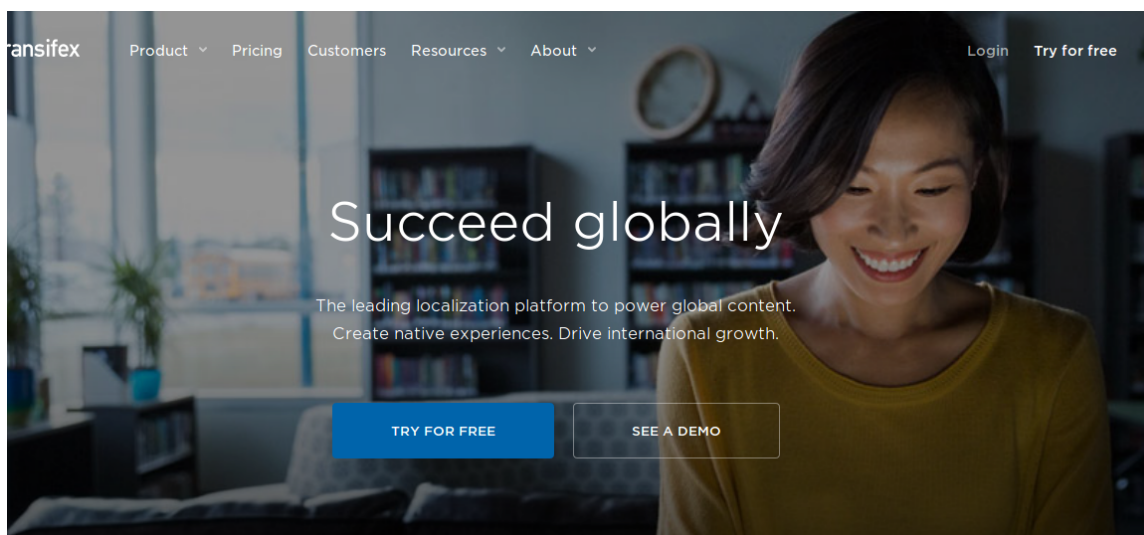 ransifex Product Pricing Customers Resources About Login Try for free
Succeed globally
The leading localization platform to power global content.
Create native experiences. Drive international growth.
TRY FOR FREE SEE A DEMO